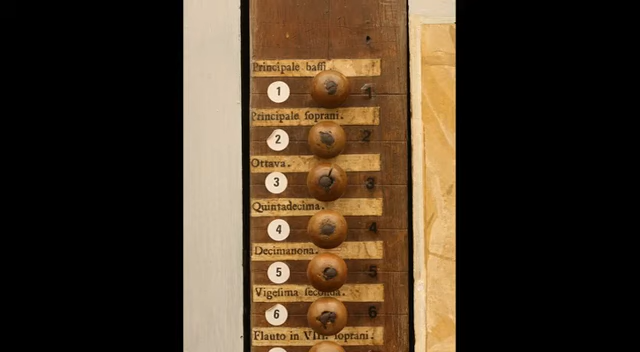 Principale baſſi
1 1
Principale ſoprani.
2 2
Ottava.
3 3
Quintadecima.
4 4
Decimanona.
5 5
Vigeſima ſeconda.
6 6
Flauto in VIII. ſoprani.